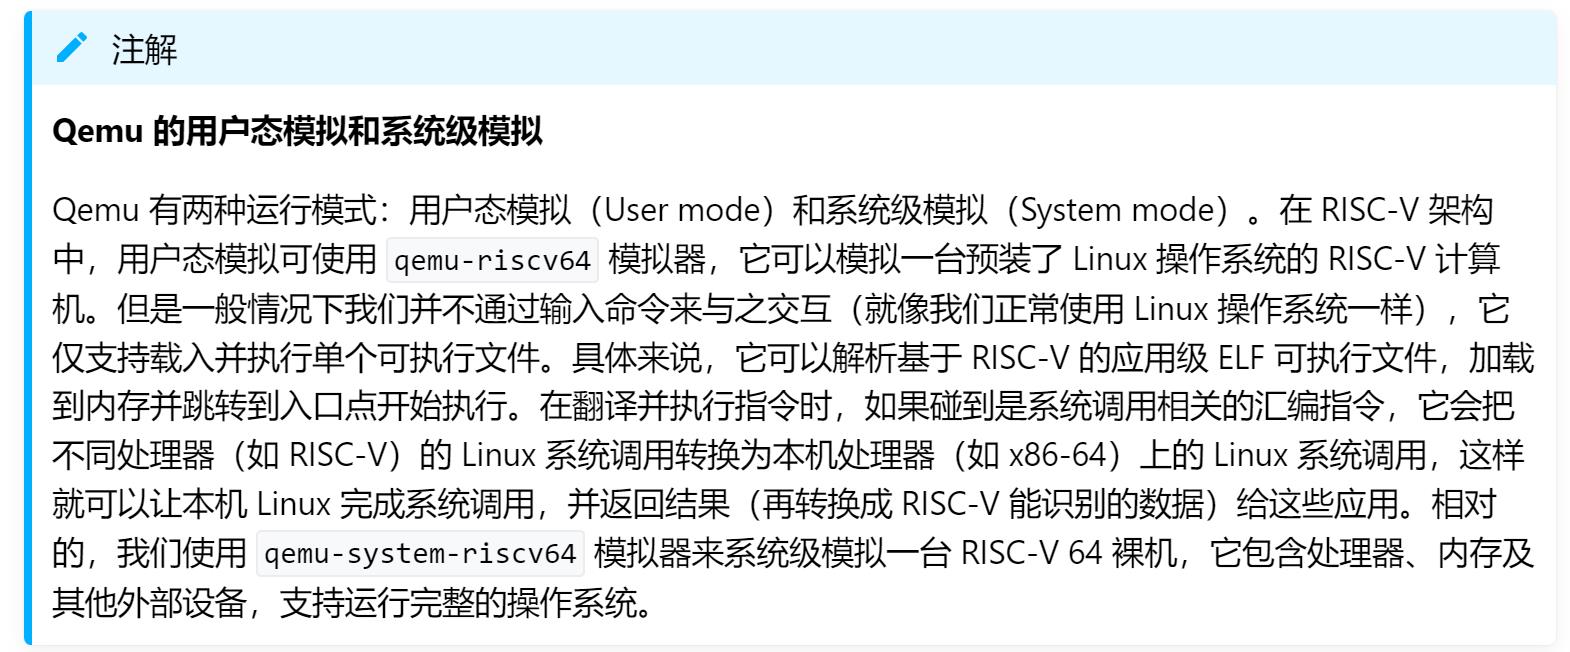 注解
Qemu 的用户态模拟和系统级模拟
Qemu 有两种运行模式：用户态模拟（User mode）和系统级模拟（System mode）。在 RISC-V 架构
中，用户态模拟可使用 qemu-riscv64 模拟器，它可以模拟一台预装了 Linux 操作系统的 RISC-V 计算
机。但是一般情况下我们并不通过输入命令来与之交互（就像我们正常使用 Linux 操作系统一样），它
仅支持载入并执行单个可执行文件。具体来说，它可以解析基于 RISC-V 的应用级 ELF 可执行文件，加载
到内存并跳转到入口点开始执行。在翻译并执行指令时，如果碰到是系统调用相关的汇编指令，它会把
不同处理器（如 RISC-V）的 Linux 系统调用转换为本机处理器（如 x86-64）上的 Linux 系统调用，这样
就可以让本机 Linux 完成系统调用，并返回结果（再转换成 RISC-V 能识别的数据）给这些应用。相对
的，我们使用 qemu-system-riscv64 模拟器来系统级模拟一台 RISC-V 64 裸机，它包含处理器、内存及
其他外部设备，支持运行完整的操作系统。